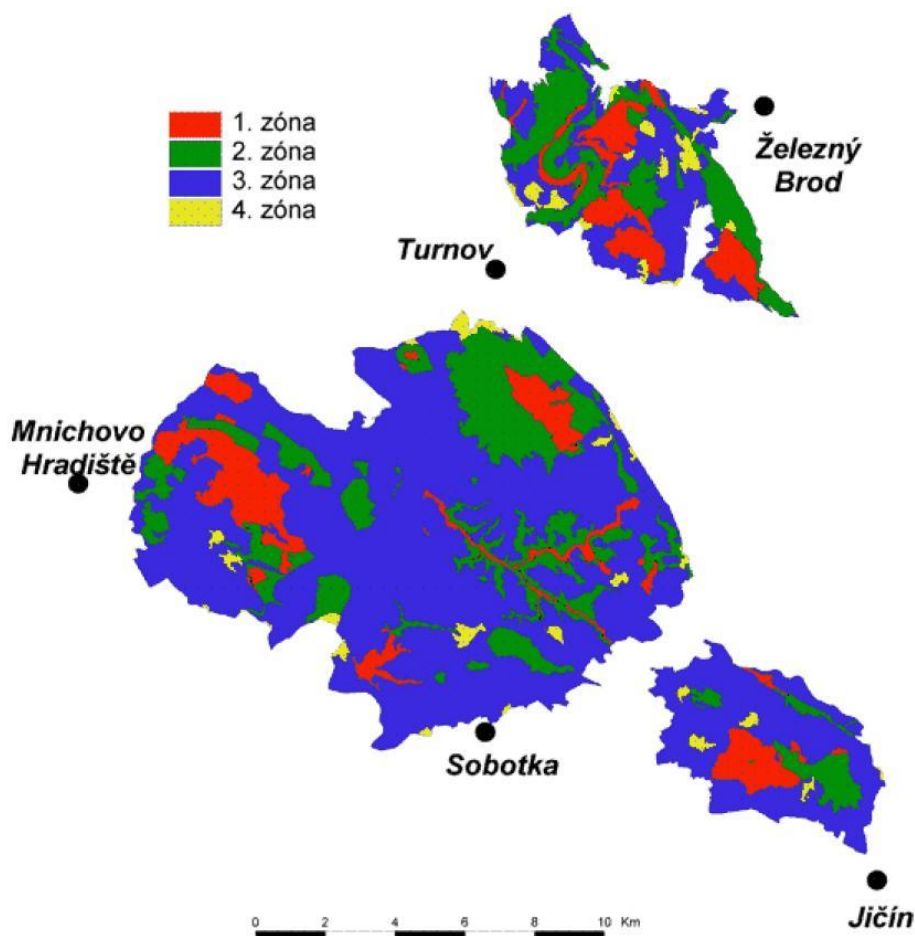 1. zóna
2. zóna
3. zóna
4. zóna
Železný
Brod
Turnov
Mnichovo
Hradiště
Sobotka
Jičín
0 2 4 6 8 10 Km